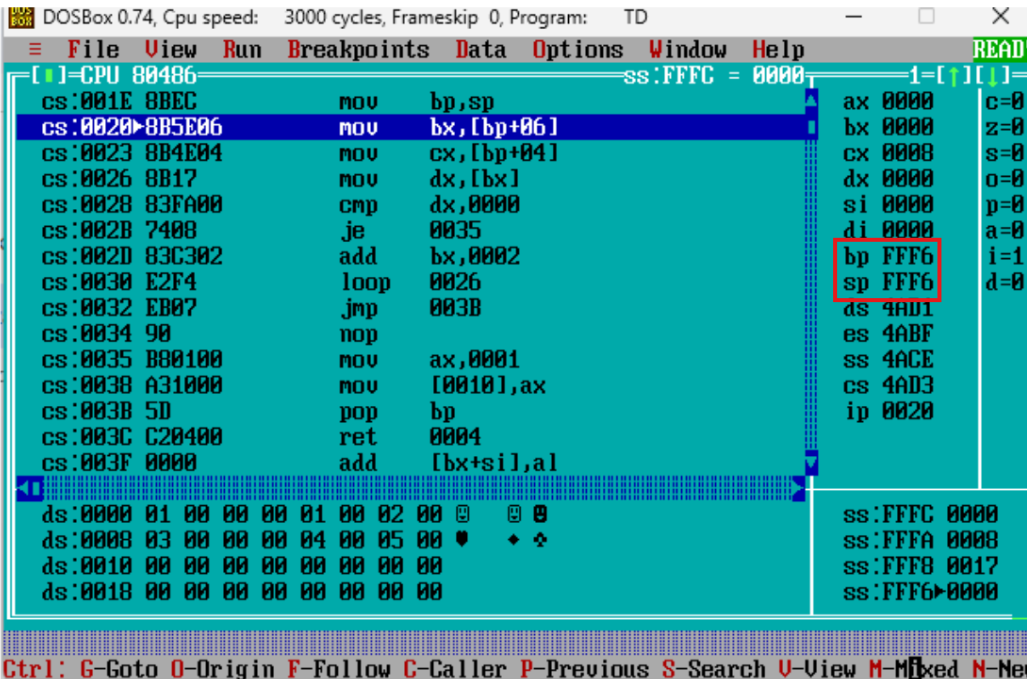 DOSBox 0.74, Cpu speed: 3000 cycles, Frameskip 0, Program: TD
≡ File View Run Breakpoints Data Options Window Help READ
[■]=CPU 80486 ss:FFFC = 0000 1=[↑][↓]=
cs:001E 8BEC mov bp,sp ax 0000 c=0
cs:0020►8B5E06 mov bx,[bp+06] bx 0000 z=0
cs:0023 8B4E04 mov cx,[bp+04] cx 0008 s=0
cs:0026 8B17 mov dx,[bx] dx 0000 o=0
cs:0028 83FA00 cmp dx,0000 si 0000 p=0
cs:002B 7408 je 0035 di 0000 a=0
cs:002D 83C302 add bx,0002 bp FFF6 i=1
cs:0030 E2F4 loop 0026 sp FFF6 d=0
cs:0032 EB07 jmp 003B ds 4AD1
cs:0034 90 nop es 4ABF
cs:0035 B80100 mov ax,0001 ss 4ACE
cs:0038 A31000 mov [0010],ax cs 4AD3
cs:003B 5D pop bp ip 0020
cs:003C C20400 ret 0004
cs:003F 0000 add [bx+si],al
ds:0000 01 00 00 00 01 00 02 00 ☺ ☺ ☻ ss:FFFC 0000
ds:0008 03 00 00 00 04 00 05 00 ♥ ♦ ♣ ss:FFFA 0008
ds:0010 00 00 00 00 00 00 00 00 ss:FFF8 0017
ds:0018 00 00 00 00 00 00 00 00 ss:FFF6►0000
Ctrl: G-Goto O-Origin F-Follow C-Caller P-Previous S-Search V-View M-Mixed N-Ne